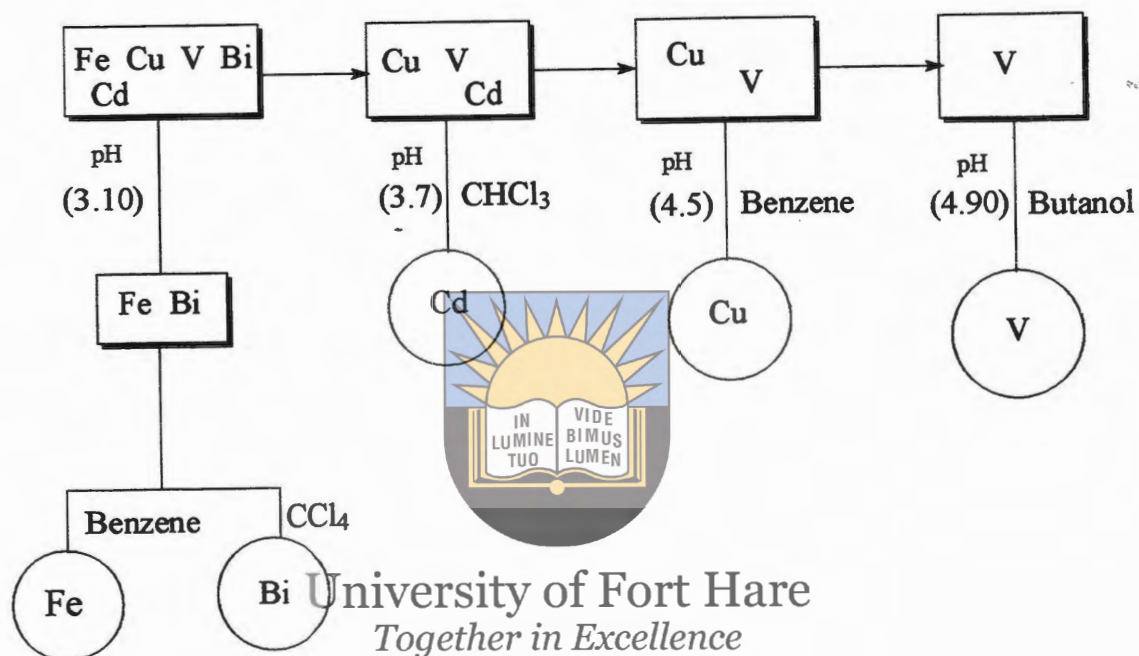 Fe Cu V Bi
Cd
Cu V
Cd
Cu
V
V
pH
(3.10)
pH
(3.7) CHCl₃
pH
(4.5) Benzene
pH
(4.90) Butanol
Fe Bi
Cd
Cu
V
IN
LUMINE
TUO
VIDE
BIMUS
LUMEN
Benzene
CCl₄
Fe
Bi
University of Fort Hare
Together in Excellence